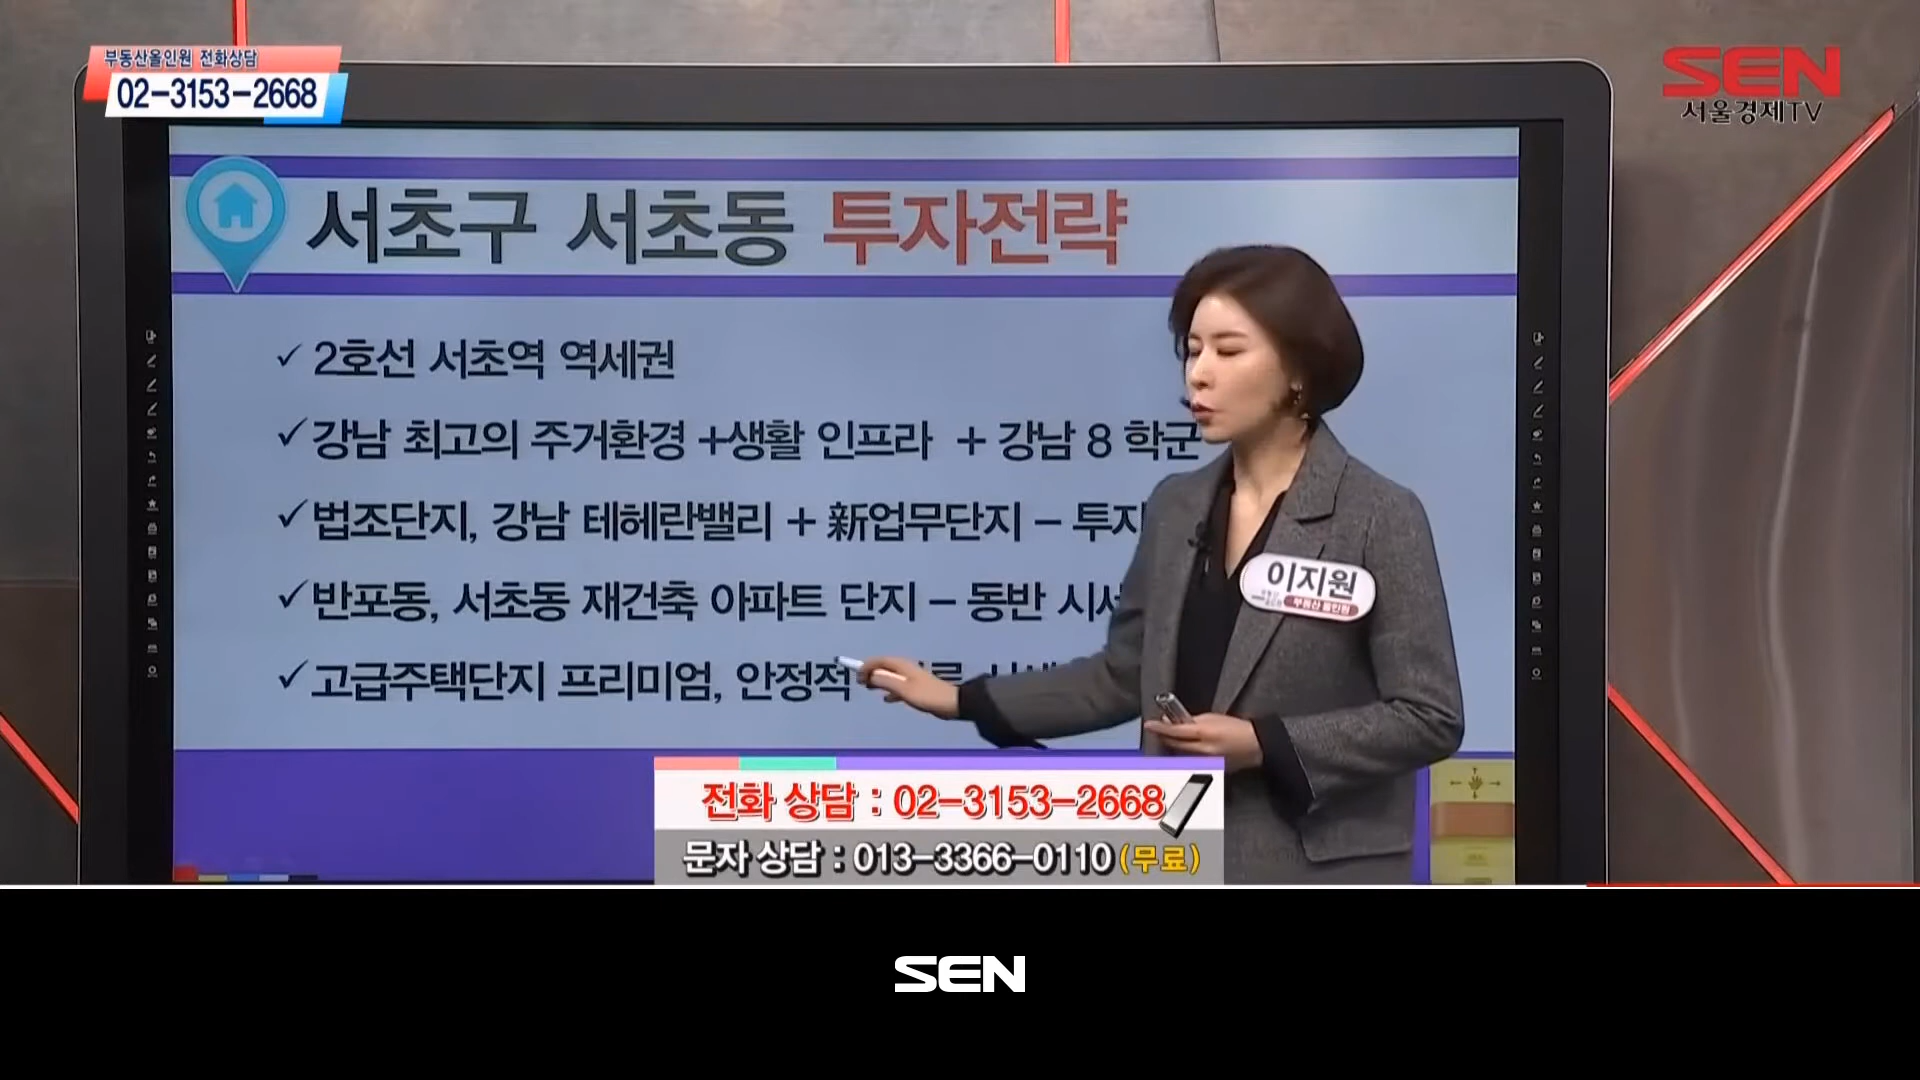 부동산올인원 전화상담
02-3153-2668
SEN
서울경제TV
서초구 서초동 투자전략
✓ 2호선 서초역 역세권
✓ 강남 최고의 주거환경 +생활 인프라 + 강남 8 학군
✓ 법조단지, 강남 테헤란밸리 + 新업무단지 - 투자
✓ 반포동, 서초동 재건축 아파트 단지 - 동반 시세
✓ 고급주택단지 프리미엄, 안정적
이지원
부동산 올인원
전화 상담 : 02-3153-2668
문자 상담 : 013-3366-0110 (무료)
SEN